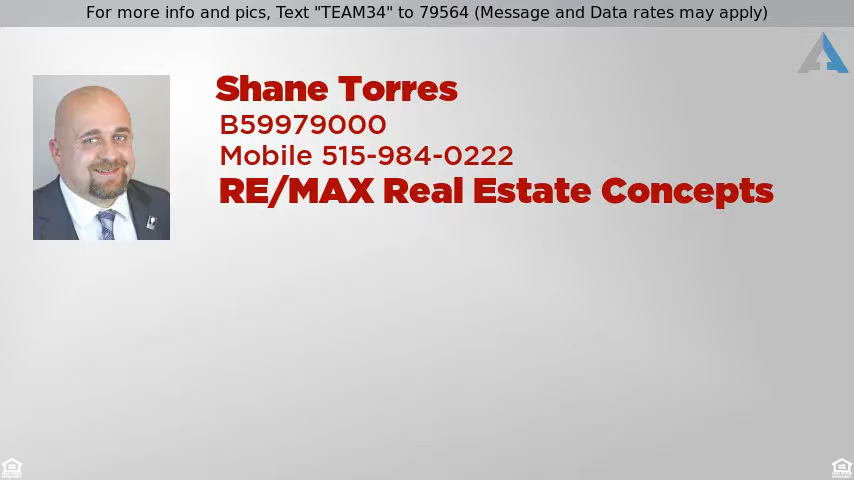 For more info and pics, Text "TEAM34" to 79564 (Message and Data rates may apply)
Shane Torres
B59979000
Mobile 515-984-0222
RE/MAX Real Estate Concepts